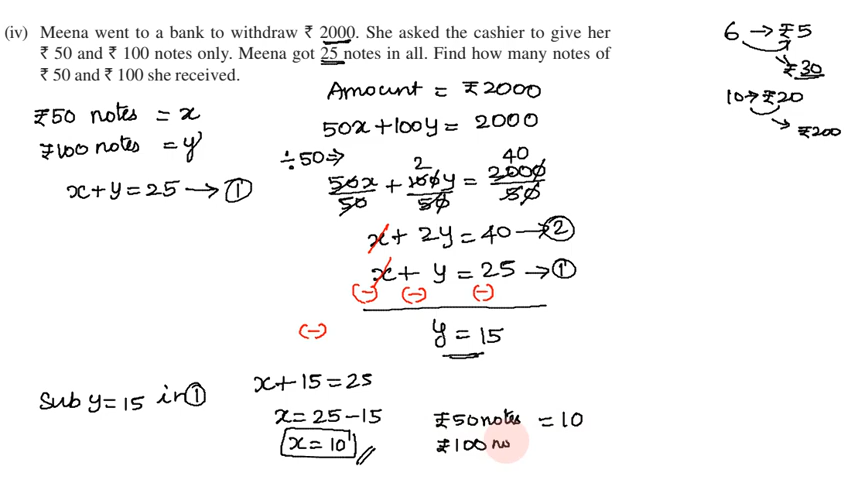 (iv) Meena went to a bank to withdraw ₹ 2000. She asked the cashier to give her
₹ 50 and ₹ 100 notes only. Meena got 25 notes in all. Find how many notes of
₹ 50 and ₹ 100 she received.
6 → ₹5
₹30
10 → ₹20
₹200
Amount = ₹2000
₹50 notes = x
₹100 notes = y
50x + 100y = 2000
x + y = 25 → ①
÷50 ⇒
2 40
50x/50 + 100y/50 = 2000/50
x + 2y = 40 → ②
x + y = 25 → ①
(-) (-) (-)
(-)
y = 15
Sub y = 15 in ①
x + 15 = 25
x = 25 - 15
x = 10
₹50 notes = 10
₹100 no